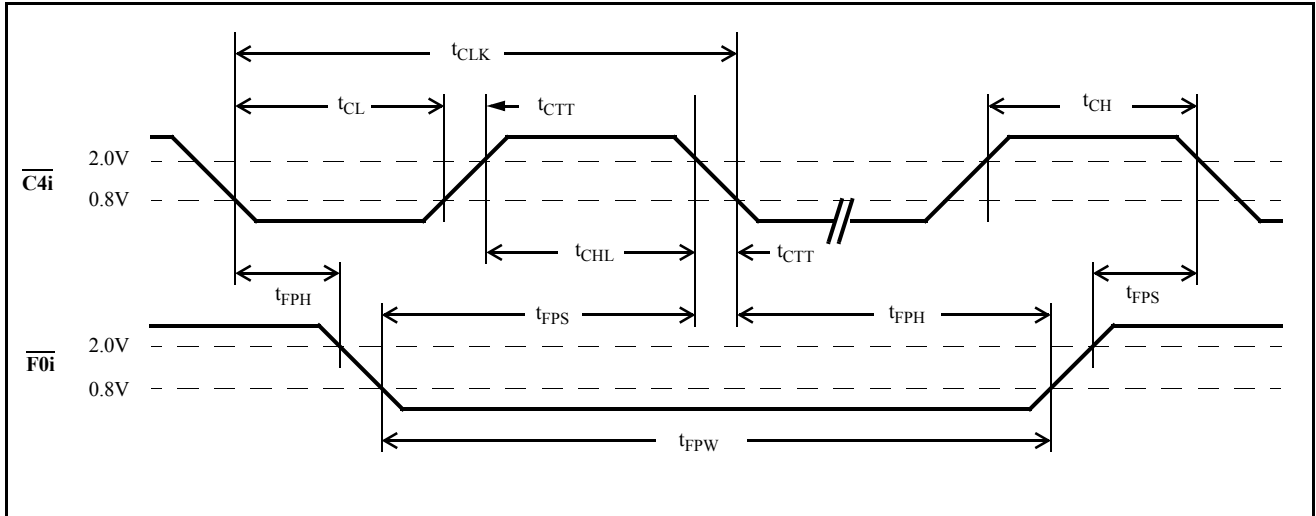 tCLK
tCL
tCTT
tCH
2.0V
C4i
0.8V
tCHL
tCTT
tFPH
tFPS
tFPH
tFPS
2.0V
F0i
0.8V
tFPW